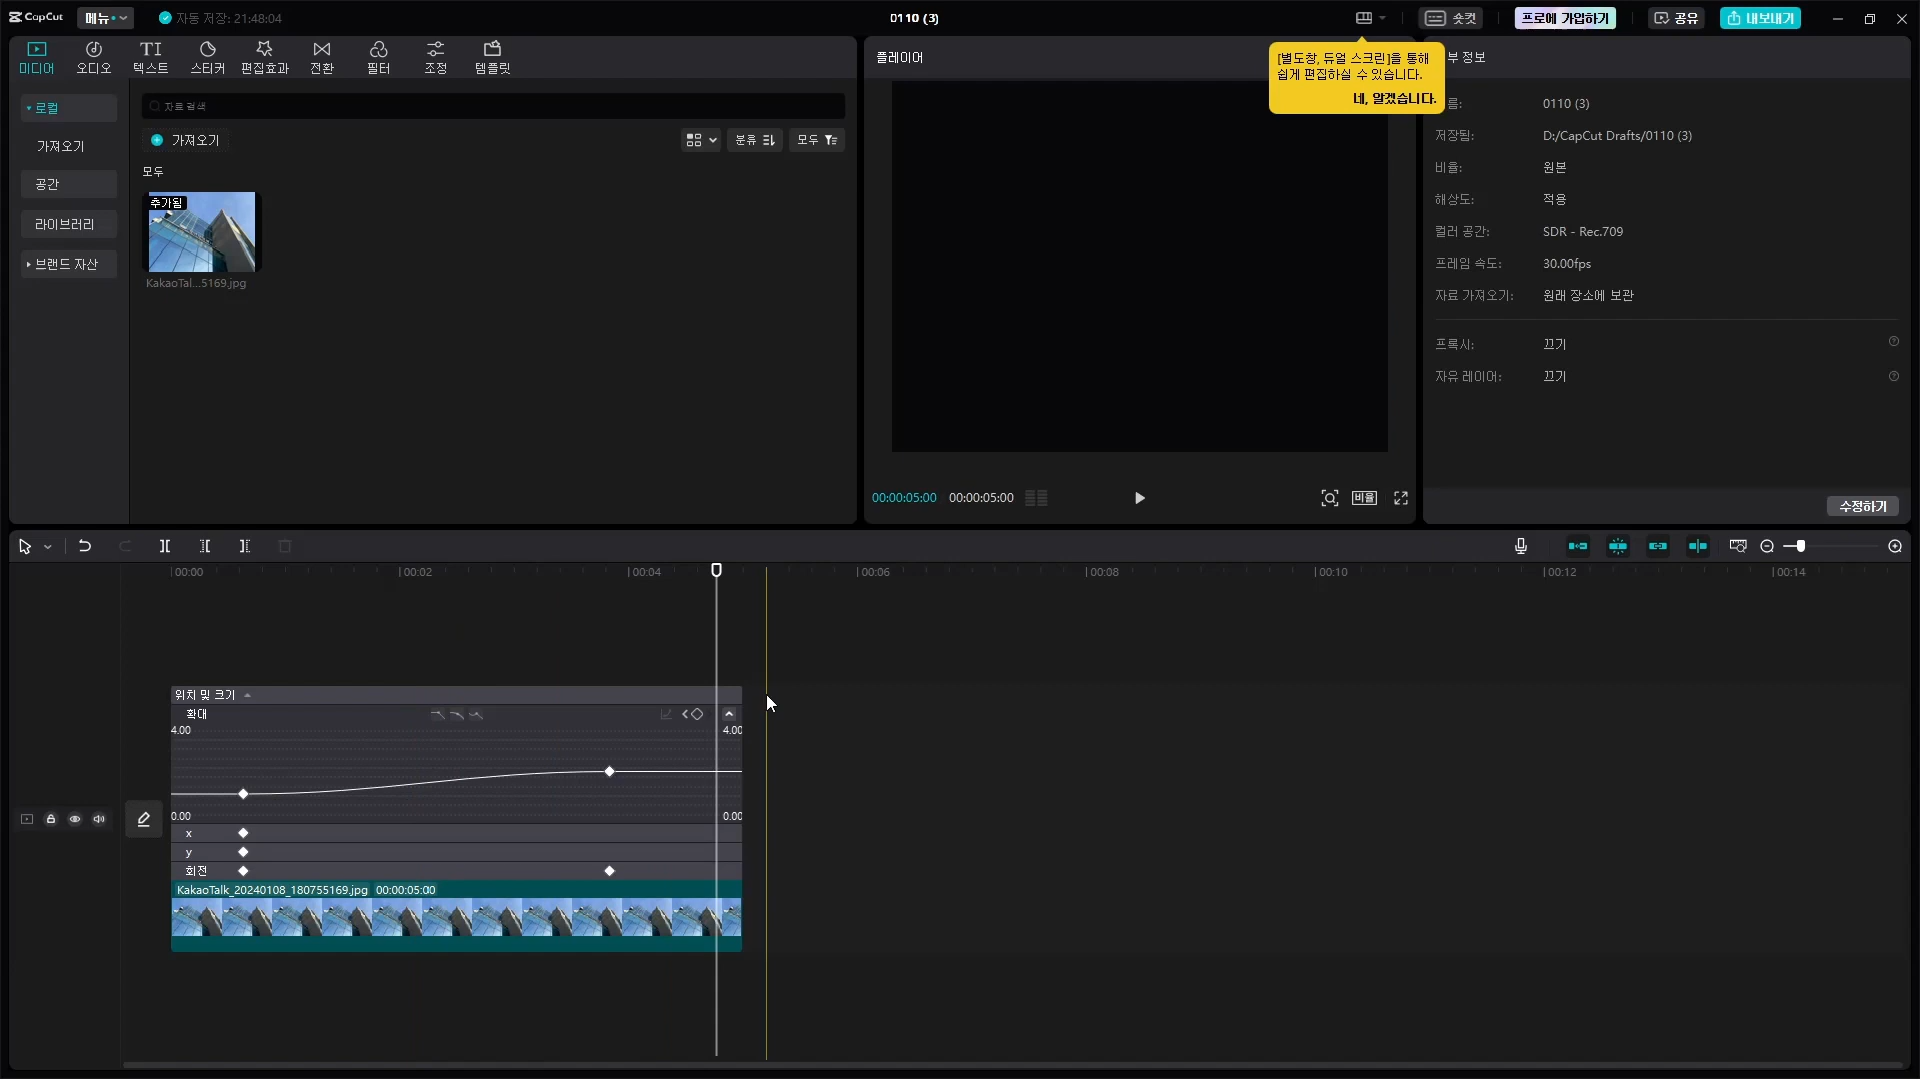 CapCut
메뉴
자동 저장: 21:48:04
0110 (3)
숏컷
프로에 가입하기
공유
내보내기
미디어
오디오
텍스트
스티커
편집효과
전환
필터
조정
템플릿
로컬
가져오기
공간
라이브러리
브랜드 자산
자료 검색
가져오기
분류
모두
모두
추가됨
KakaoTal...5169.jpg
플레이어
00:00:05:00 00:00:05:00
비율
[별도창, 듀얼 스크린]을 통해
쉽게 편집하실 수 있습니다.
네, 알겠습니다.
부 정보
름: 0110 (3)
저장됨: D:/CapCut Drafts/0110 (3)
비율: 원본
해상도: 적용
컬러 공간: SDR - Rec.709
프레임 속도: 30.00fps
자료 가져오기: 원래 장소에 보관
프록시: 끄기
자유 레이어: 끄기
수정하기
00:00 00:02 00:04 00:06 00:08 00:10 00:12 00:14
위치 및 크기
확대
4.00 4.00
0.00 0.00
x
y
회전
KakaoTalk_20240108_180755169.jpg 00:00:05:00